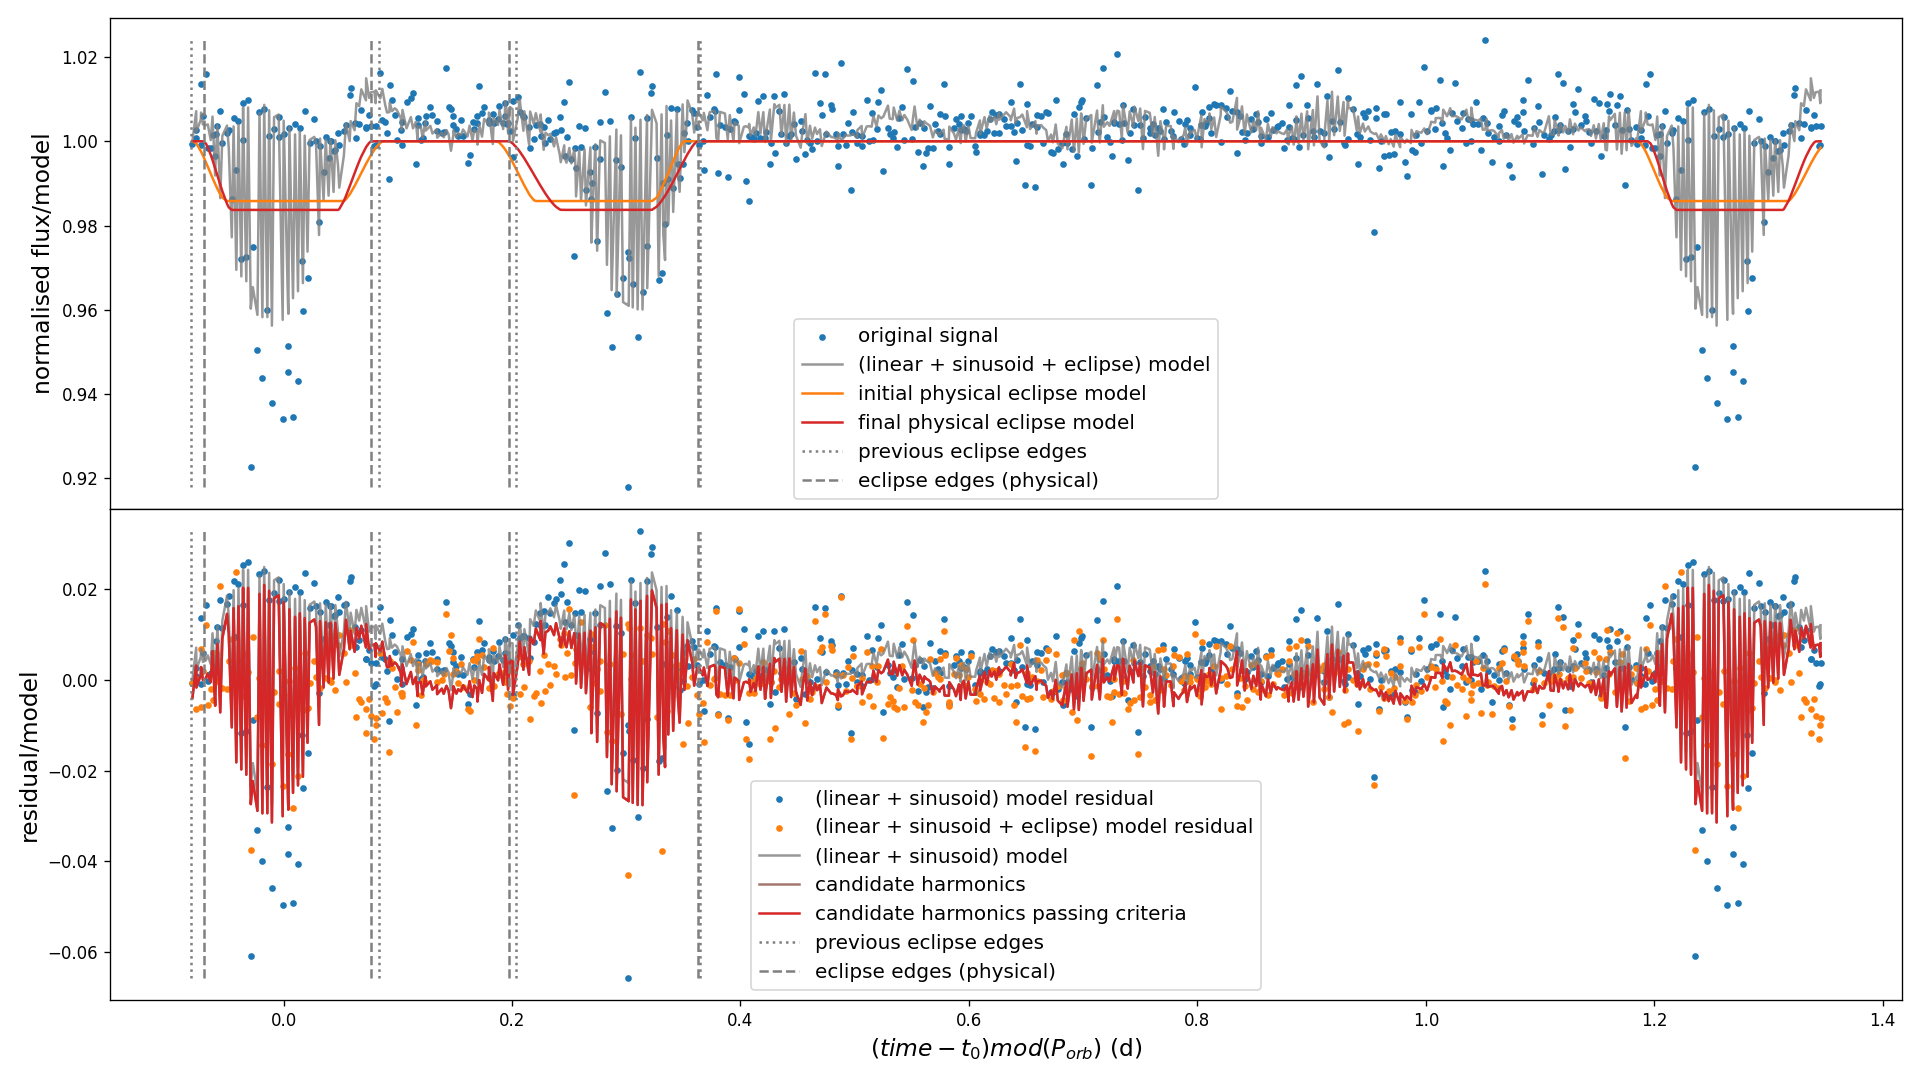 normalised flux/model
1.02
1.00
0.98
0.96
0.94
0.92
original signal
(linear + sinusoid + eclipse) model
initial physical eclipse model
final physical eclipse model
previous eclipse edges
eclipse edges (physical)
residual/model
0.02
0.00
−0.02
−0.04
−0.06
(linear + sinusoid) model residual
(linear + sinusoid + eclipse) model residual
(linear + sinusoid) model
candidate harmonics
candidate harmonics passing criteria
previous eclipse edges
eclipse edges (physical)
0.0 0.2 0.4 0.6 0.8 1.0 1.2 1.4
(time − t₀)mod(P_orb) (d)